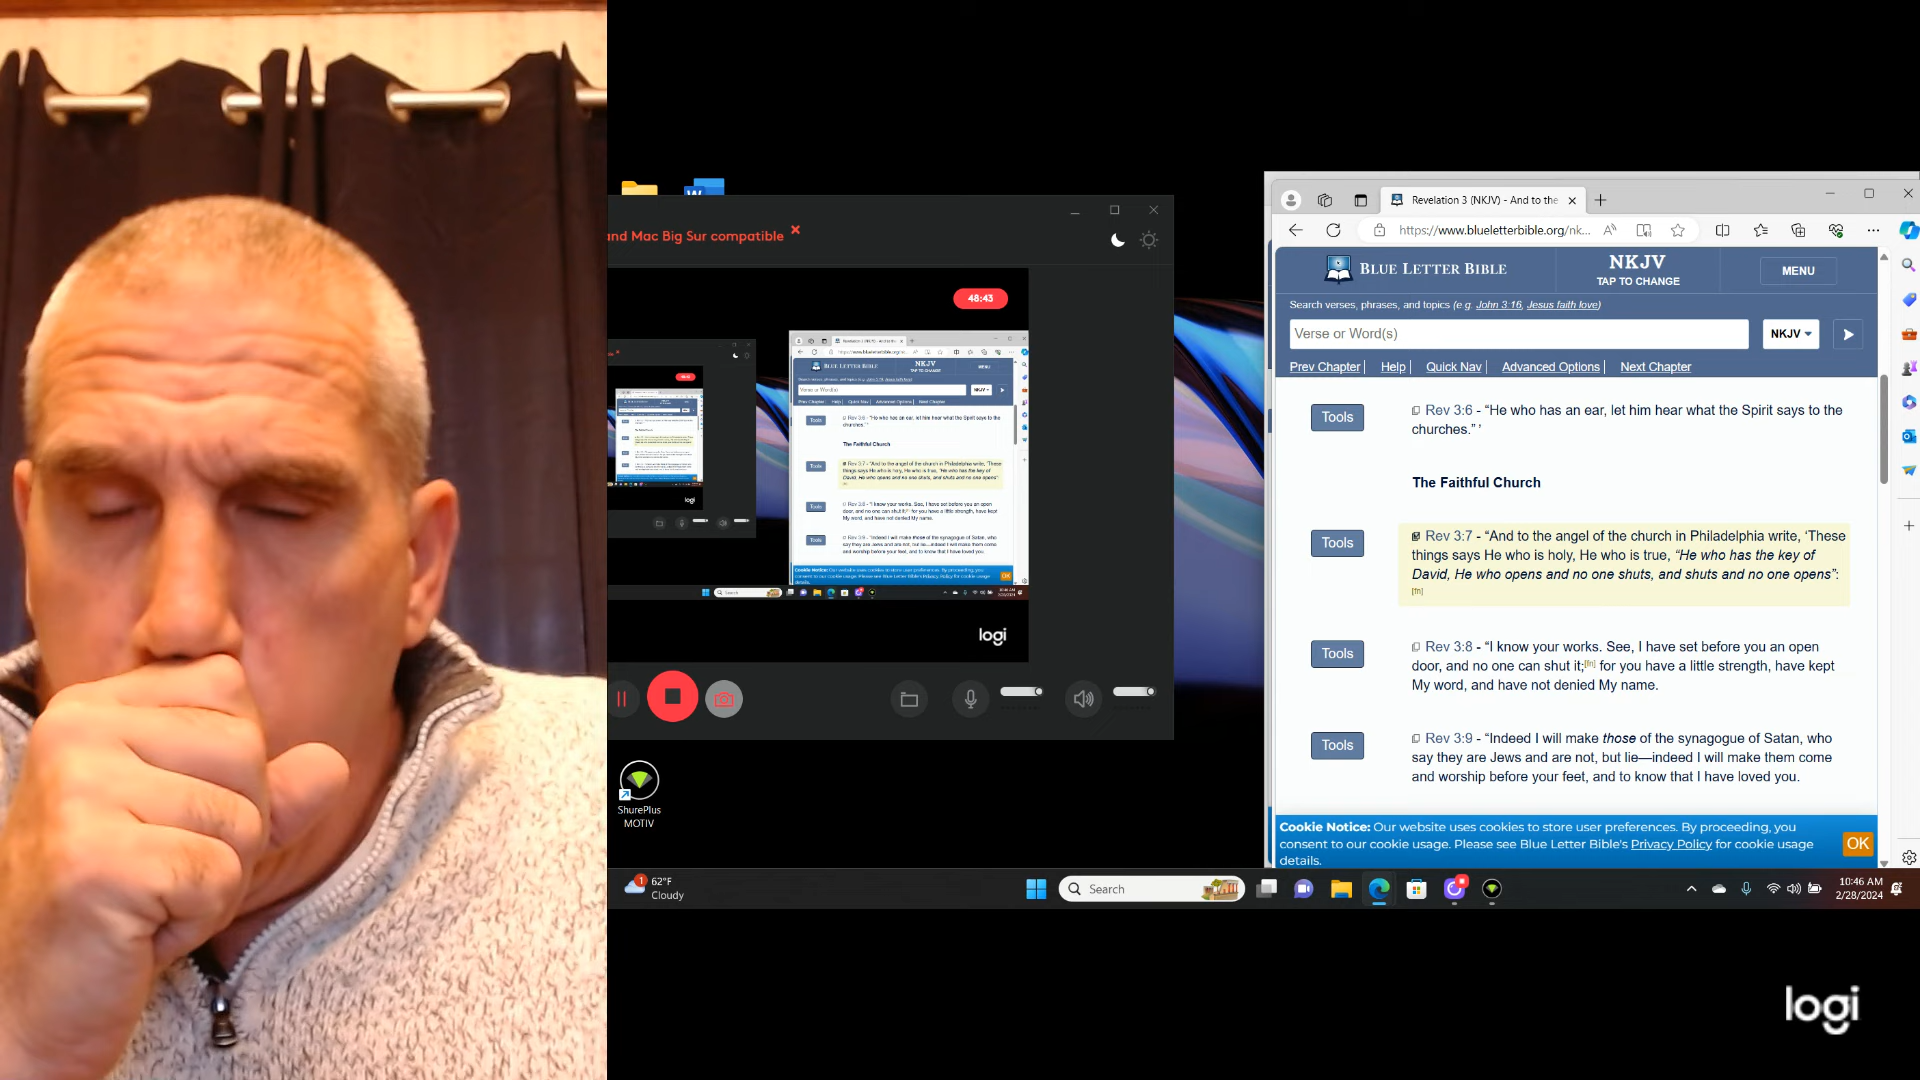 and Mac Big Sur compatible
48:43
logi
ShurePlus
MOTIV
Revelation 3 (NKJV) - And to the
https://www.blueletterbible.org/nk...
BLUE LETTER BIBLE
NKJV
TAP TO CHANGE
MENU
Search verses, phrases, and topics (e.g. John 3:16, Jesus faith love)
Verse or Word(s)
NKJV
Prev Chapter
Help
Quick Nav
Advanced Options
Next Chapter
Tools
Rev 3:6 - “He who has an ear, let him hear what the Spirit says to the
churches.” ’
The Faithful Church
Tools
Rev 3:7 - “And to the angel of the church in Philadelphia write, ‘These
things says He who is holy, He who is true, “He who has the key of
David, He who opens and no one shuts, and shuts and no one opens”:
[fn]
Tools
Rev 3:8 - “I know your works. See, I have set before you an open
door, and no one can shut it;[fn] for you have a little strength, have kept
My word, and have not denied My name.
Tools
Rev 3:9 - “Indeed I will make those of the synagogue of Satan, who
say they are Jews and are not, but lie—indeed I will make them come
and worship before your feet, and to know that I have loved you.
Cookie Notice: Our website uses cookies to store user preferences. By proceeding, you
consent to our cookie usage. Please see Blue Letter Bible's Privacy Policy for cookie usage
details.
OK
1
62°F
Cloudy
Search
10:46 AM
2/28/2024
logi